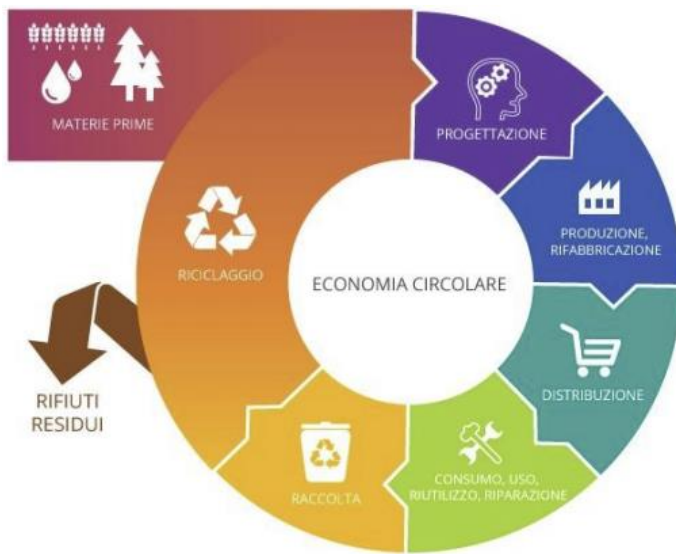 MATERIE PRIME
PROGETTAZIONE
PRODUZIONE,
RIFABBRICAZIONE
DISTRIBUZIONE
CONSUMO, USO,
RIUTILIZZO, RIPARAZIONE
RACCOLTA
RICICLAGGIO
RIFIUTI
RESIDUI
ECONOMIA CIRCOLARE